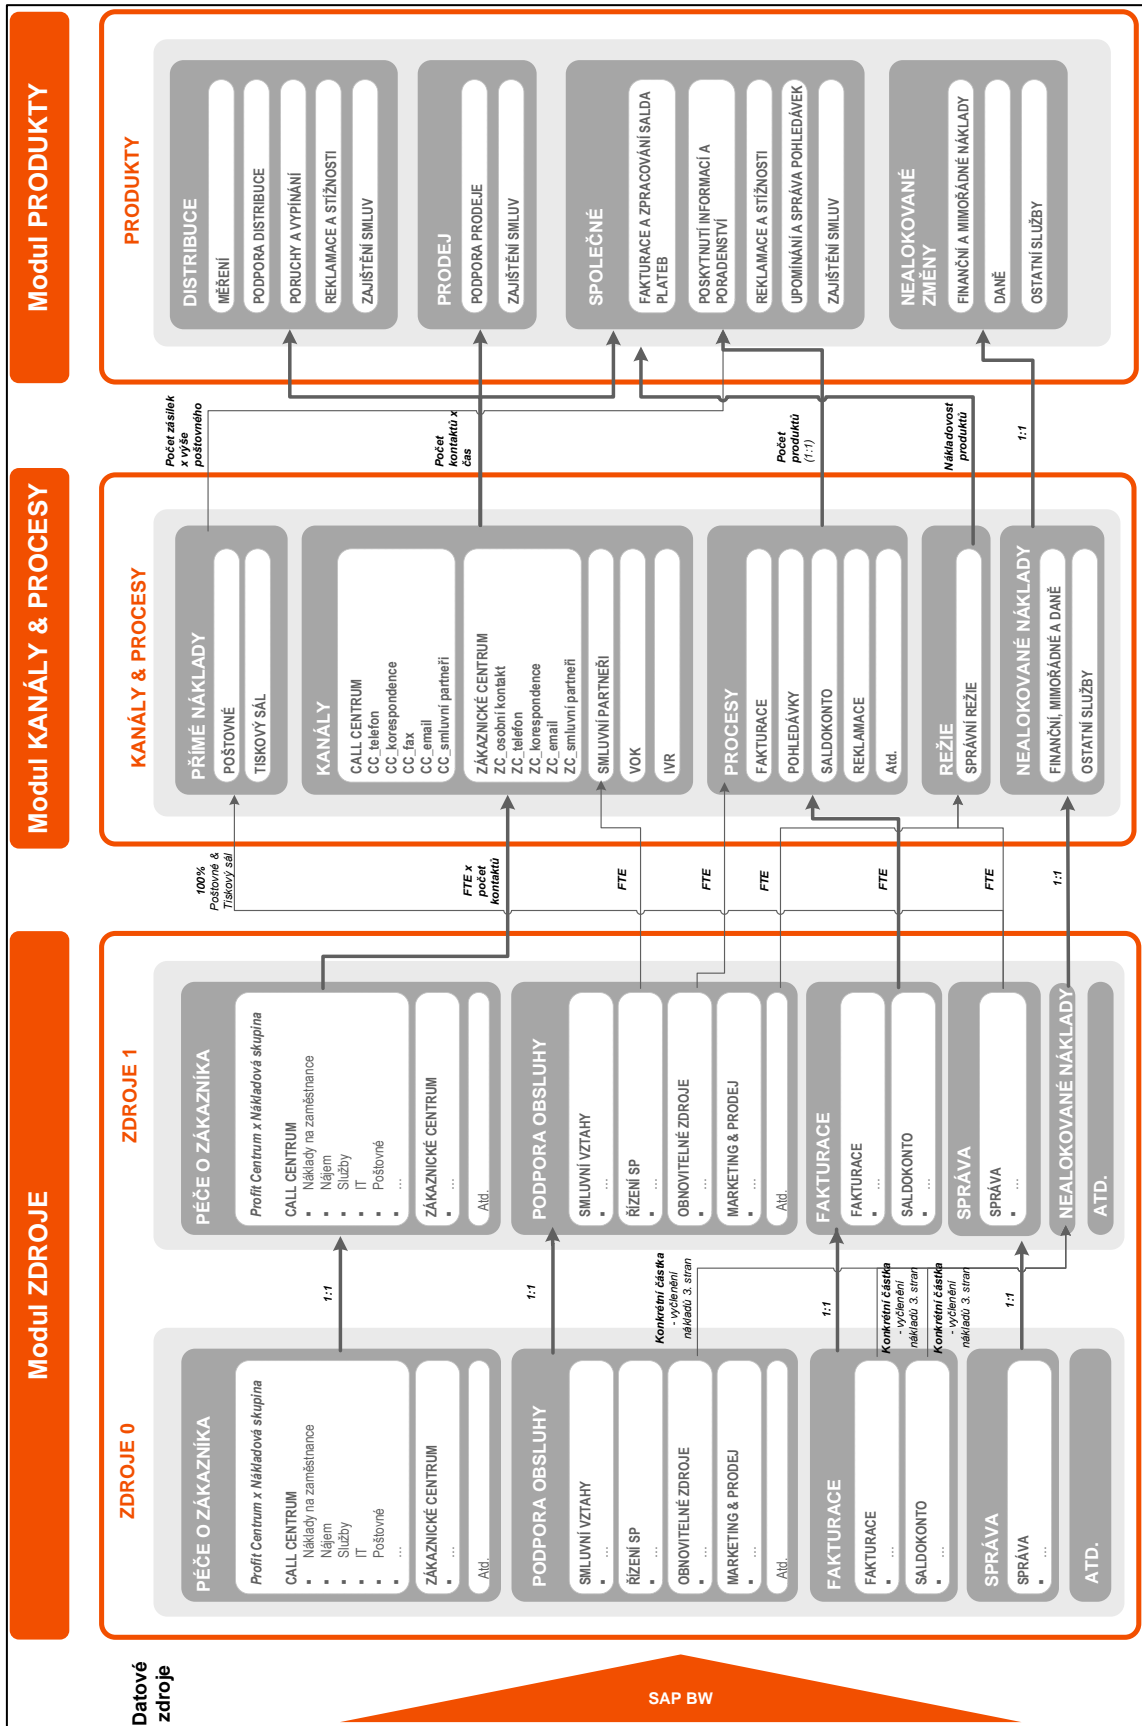 Datové
zdroje
SAP BW
Modul ZDROJE
ZDROJE 0
PÉČE O ZÁKAZNÍKA
Profit Centrum x Nákladová skupina
CALL CENTRUM
▪ Náklady na zaměstnance
▪ Nájem
▪ Služby
▪ IT
▪ Poštovné
▪ ...
ZÁKAZNICKÉ CENTRUM
▪ ...
Atd.
PODPORA OBSLUHY
SMLUVNÍ VZTAHY
▪ ...
ŘÍZENÍ SP
▪ ...
OBNOVITELNÉ ZDROJE
▪ ...
MARKETING & PRODEJ
▪ ...
Atd.
FAKTURACE
FAKTURACE
▪ ...
SALDOKONTO
▪ ...
SPRÁVA
SPRÁVA
▪ ...
ATD.
1:1
1:1
Konkrétní částka
- vyčlenění
nákladů 3. stran
1:1
Konkrétní částka
- vyčlenění
nákladů 3. stran
Konkrétní částka
- vyčlenění
nákladů 3. stran
1:1
ZDROJE 1
PÉČE O ZÁKAZNÍKA
Profit Centrum x Nákladová skupina
CALL CENTRUM
▪ Náklady na zaměstnance
▪ Nájem
▪ Služby
▪ IT
▪ Poštovné
▪ ...
ZÁKAZNICKÉ CENTRUM
▪ ...
Atd.
PODPORA OBSLUHY
SMLUVNÍ VZTAHY
▪ ...
ŘÍZENÍ SP
▪ ...
OBNOVITELNÉ ZDROJE
▪ ...
MARKETING & PRODEJ
▪ ...
Atd.
FAKTURACE
FAKTURACE
▪ ...
SALDOKONTO
▪ ...
SPRÁVA
SPRÁVA
▪ ...
NEALOKOVANÉ NÁKLADY
ATD.
100%
Poštovné &
Tiskový sál
FTE x
počet
kontaktů
FTE
FTE
FTE
FTE
FTE
1:1
Modul KANÁLY & PROCESY
KANÁLY & PROCESY
PŘÍMÉ NÁKLADY
POŠTOVNÉ
TISKOVÝ SÁL
KANÁLY
CALL CENTRUM
CC_telefon
CC_korespondence
CC_fax
CC_email
CC_smluvní partneři
ZÁKAZNICKÉ CENTRUM
ZC_osobní kontakt
ZC_telefon
ZC_korespondence
ZC_email
ZC_smluvní partneři
SMLUVNÍ PARTNEŘI
VOK
IVR
PROCESY
FAKTURACE
POHLEDÁVKY
SALDOKONTO
REKLAMACE
Atd.
REŽIE
SPRÁVNÍ REŽIE
NEALOKOVANÉ NÁKLADY
FINANČNÍ, MIMOŘÁDNÉ A DANĚ
OSTATNÍ SLUŽBY
Počet zásilek
x výše
poštovného
Počet
kontaktů x
čas
Počet
produktů
(1:1)
Nákladovost
produktů
1:1
Modul PRODUKTY
PRODUKTY
DISTRIBUCE
MĚŘENÍ
PODPORA DISTRIBUCE
PORUCHY A VYPÍNÁNÍ
REKLAMACE A STÍŽNOSTI
ZAJIŠTĚNÍ SMLUV
PRODEJ
PODPORA PRODEJE
ZAJIŠTĚNÍ SMLUV
SPOLEČNÉ
FAKTURACE A ZPRACOVÁNÍ SALDA
PLATEB
POSKYTNUTÍ INFORMACÍ A
PORADENSTVÍ
REKLAMACE A STÍŽNOSTI
UPOMÍNÁNÍ A SPRÁVA POHLEDÁVEK
ZAJIŠTĚNÍ SMLUV
NEALOKOVANÉ
ZMĚNY
FINANČNÍ A MIMOŘÁDNÉ NÁKLADY
DANĚ
OSTATNÍ SLUŽBY